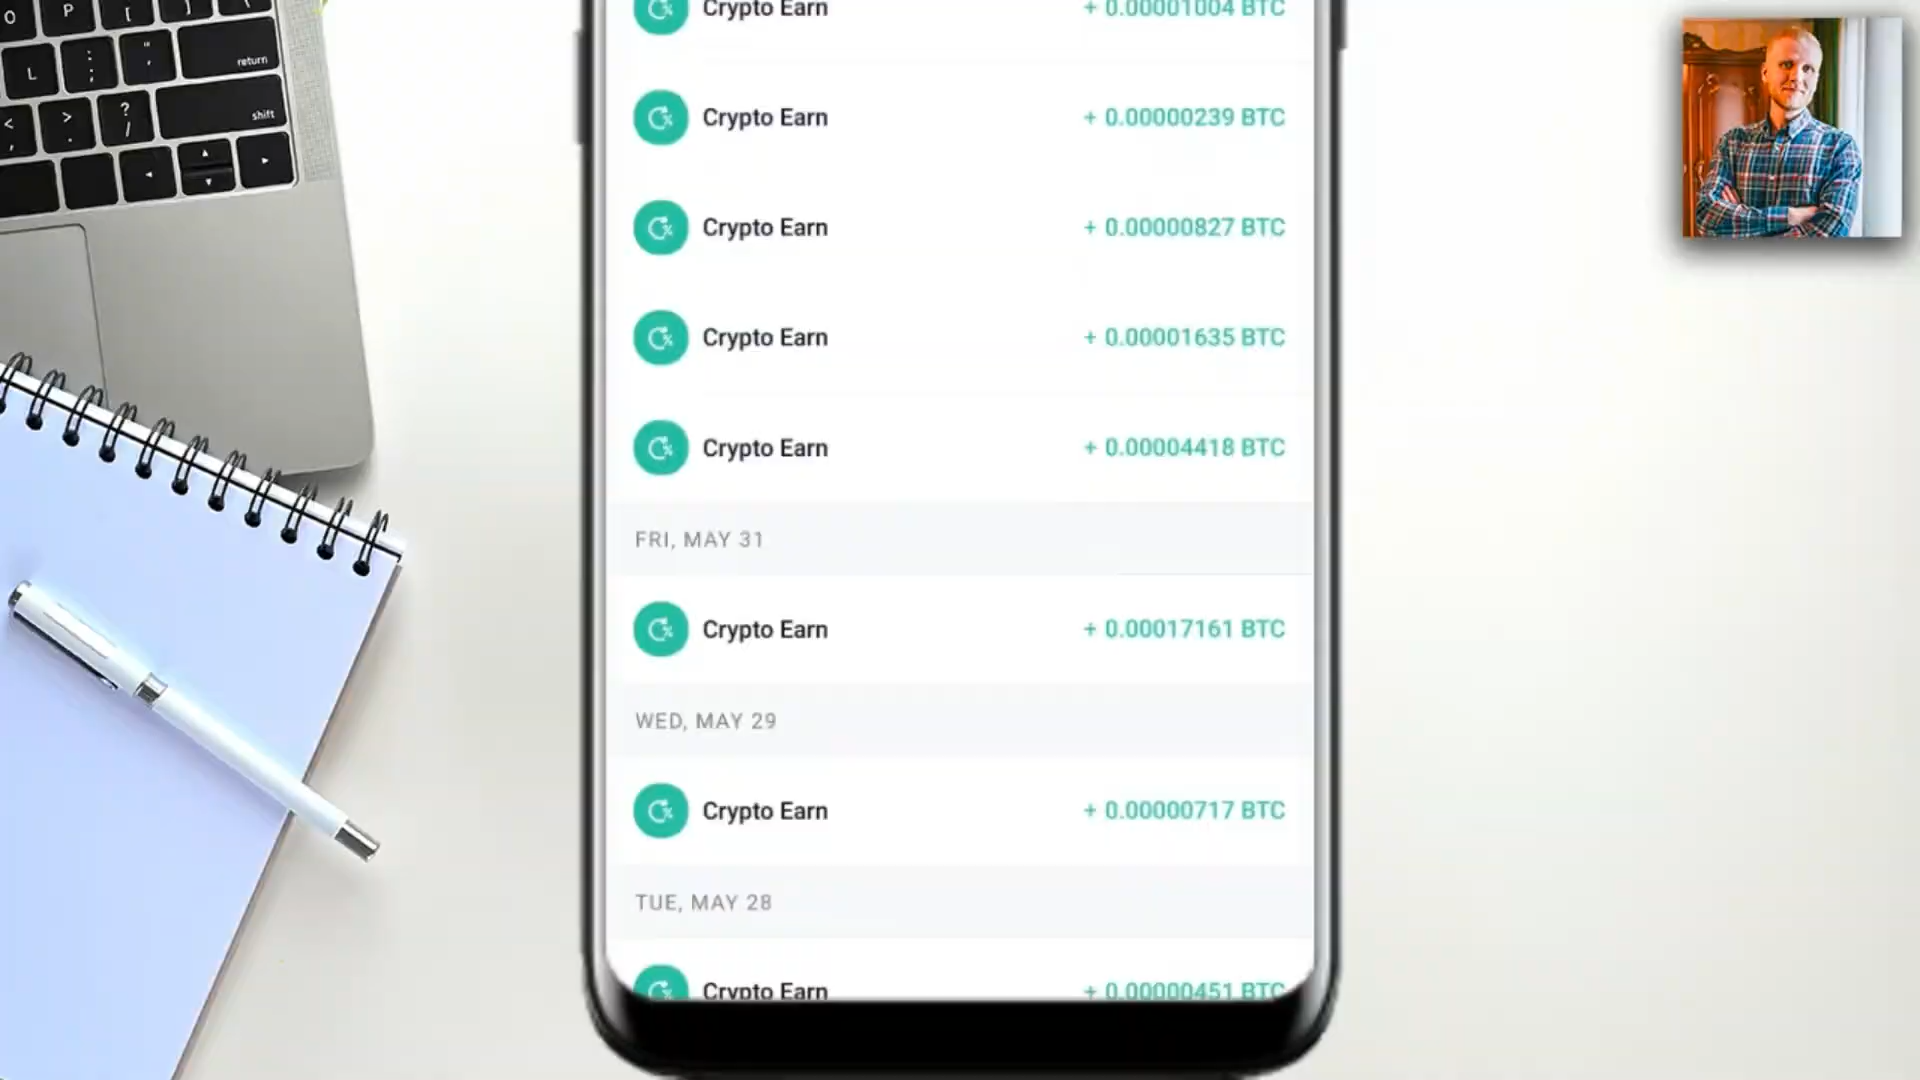 O P [
L ; "
return
< > ?
, . /
shift
Crypto Earn + 0.00001004 BTC
Crypto Earn + 0.00000239 BTC
Crypto Earn + 0.00000827 BTC
Crypto Earn + 0.00001635 BTC
Crypto Earn + 0.00004418 BTC
FRI, MAY 31
Crypto Earn + 0.00017161 BTC
WED, MAY 29
Crypto Earn + 0.00000717 BTC
TUE, MAY 28
Crypto Earn + 0.00000451 BTC